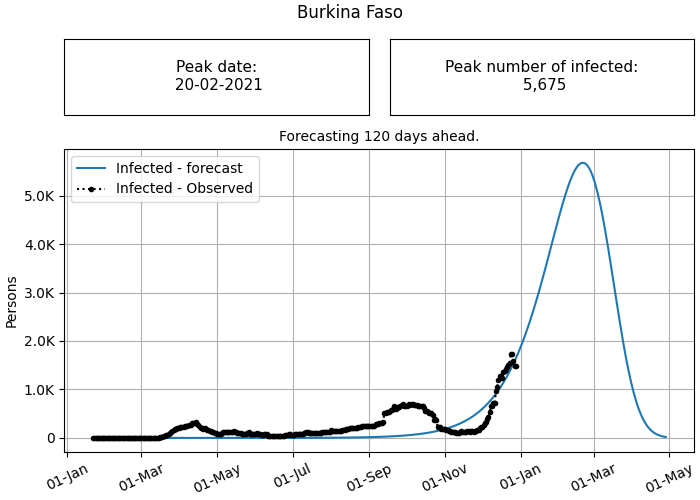 Burkina Faso
Peak date:
20-02-2021
Peak number of infected:
5,675
Forecasting 120 days ahead.
Infected - forecast
Infected - Observed
5.0K
4.0K
3.0K
2.0K
1.0K
0
Persons
01-Jan
01-Mar
01-May
01-Jul
01-Sep
01-Nov
01-Jan
01-Mar
01-May